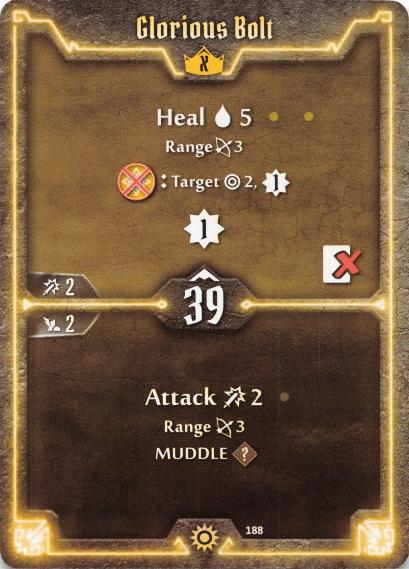 Glorious Bolt
X
Heal 5
Range 3
: Target 2, 1
1
2
39
2
Attack 2
Range 3
MUDDLE ?
188